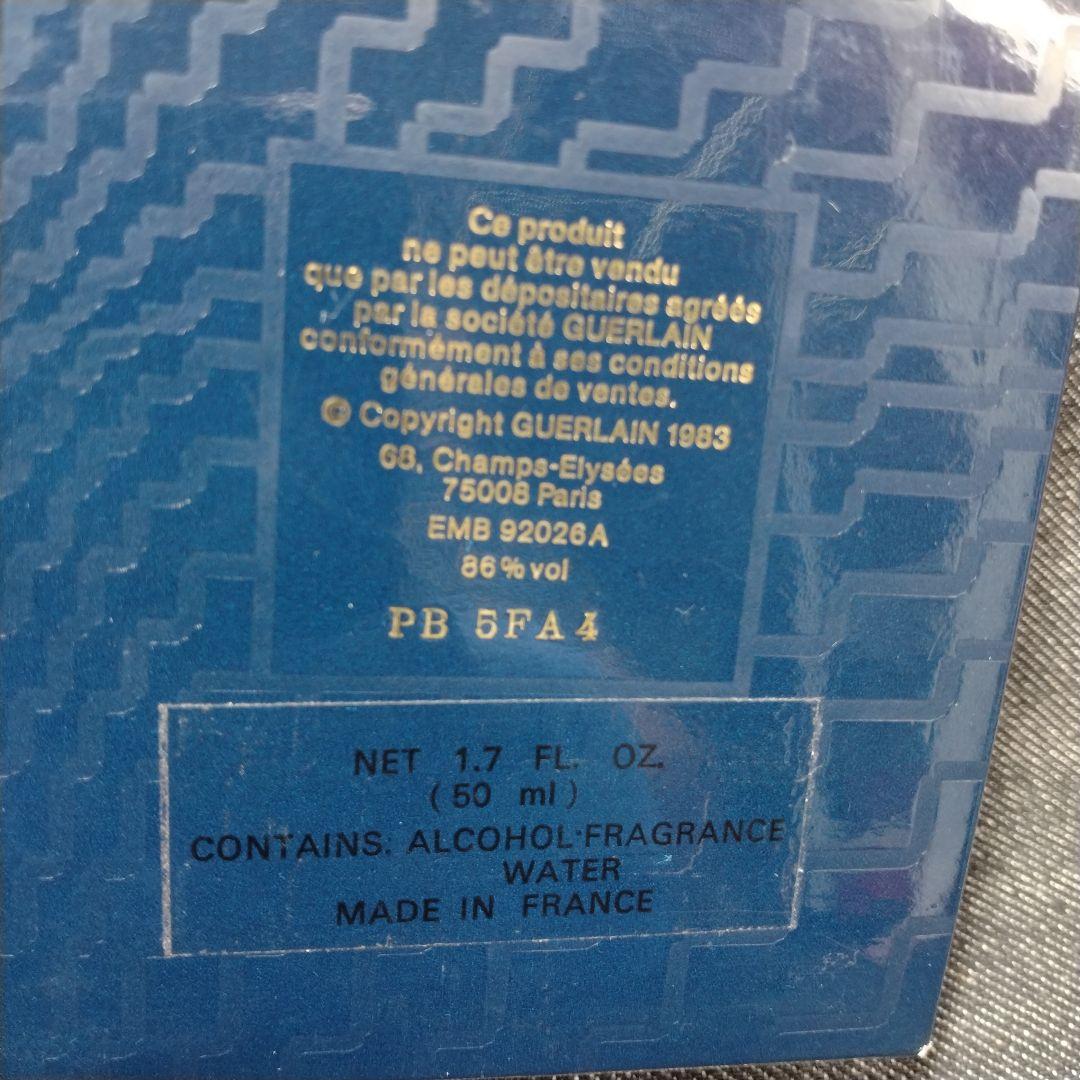 Ce produit
ne peut être vendu
que par les dépositaires agréés
par la société GUERLAIN
conformément à ses conditions
générales de ventes.
© Copyright GUERLAIN 1983
68, Champs-Elysées
75008 Paris
EMB 92026A
86% vol
PB 5FA4
NET 1.7 FL. OZ.
(50 ml)
CONTAINS: ALCOHOL·FRAGRANCE
WATER
MADE IN FRANCE